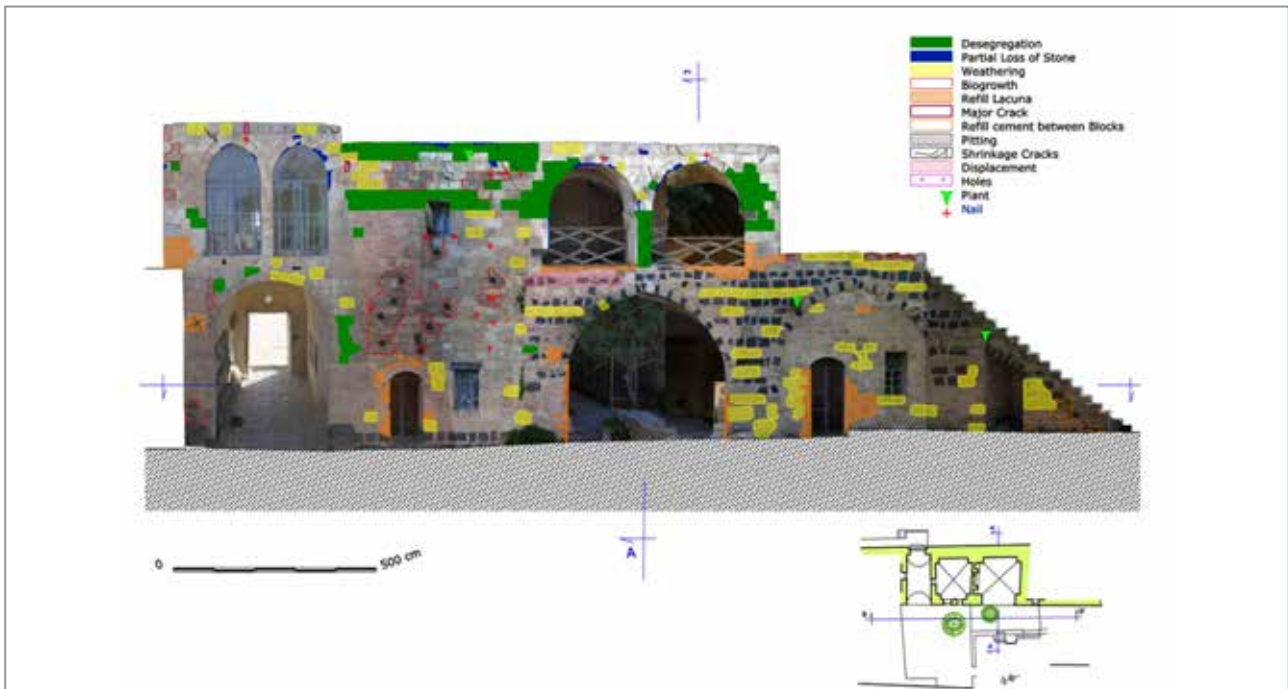 Desegregation
Partial Loss of Stone
Weathering
Biogrowth
Refill Lacuna
Major Crack
Refill cement between Blocks
Pitting
Shrinkage Cracks
Displacement
Holes
Plant
Nail
0
500 cm
A